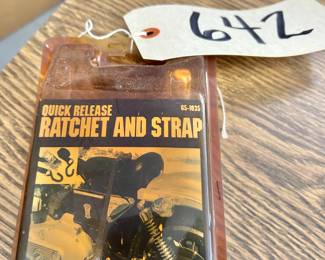 642
QUICK RELEASE GS-1035
RATCHET AND STRAP